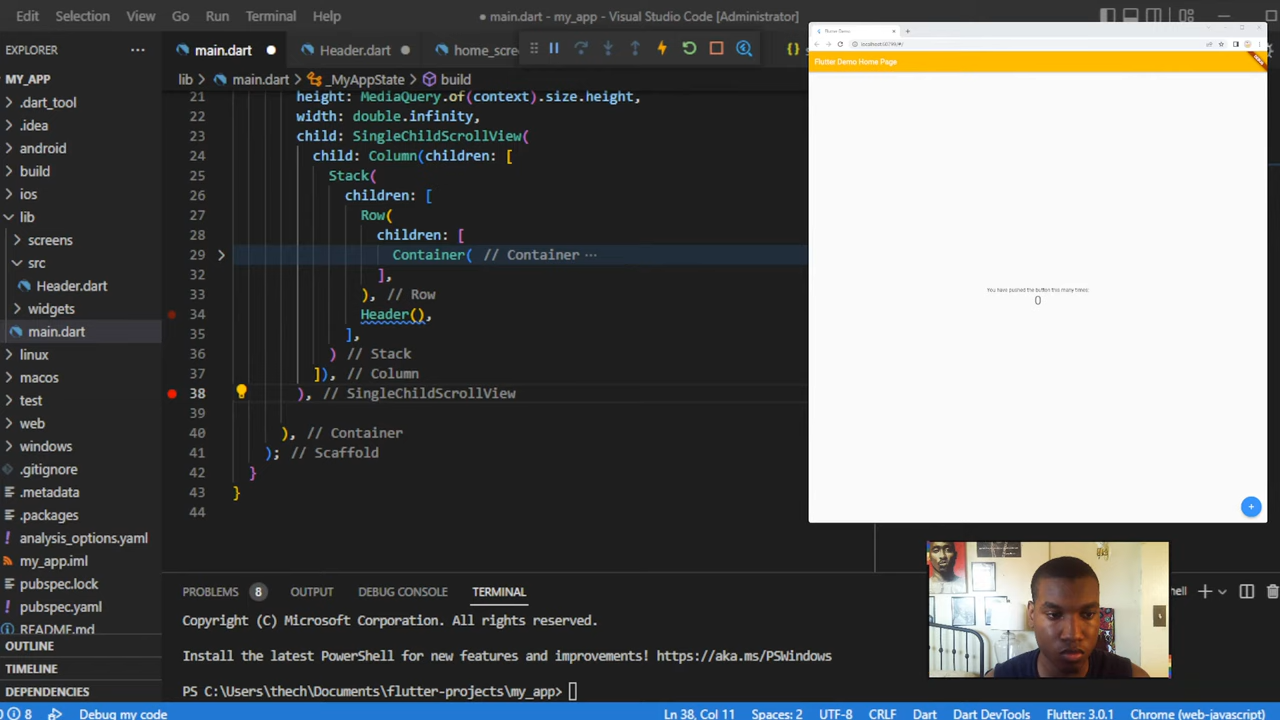 Edit Selection View Go Run Terminal Help
● main.dart - my_app - Visual Studio Code [Administrator]
EXPLORER
main.dart
Header.dart
home_scre
lib > main.dart > _MyAppState > build
MY_APP
.dart_tool
.idea
android
build
ios
lib
screens
src
Header.dart
widgets
main.dart
linux
macos
test
web
windows
.gitignore
.metadata
.packages
analysis_options.yaml
my_app.iml
pubspec.lock
pubspec.yaml
README.md
OUTLINE
TIMELINE
DEPENDENCIES
21 height: MediaQuery.of(context).size.height,
22 width: double.infinity,
23 child: SingleChildScrollView(
24 child: Column(children: [
25 Stack(
26 children: [
27 Row(
28 children: [
29 Container( // Container ···
32 ],
33 ), // Row
34 Header(),
35 ],
36 ) // Stack
37 ]), // Column
38 ), // SingleChildScrollView
39
40 ), // Container
41 ); // Scaffold
42 }
43 }
44
PROBLEMS 8 OUTPUT DEBUG CONSOLE TERMINAL
Copyright (C) Microsoft Corporation. All rights reserved.
Install the latest PowerShell for new features and improvements! https://aka.ms/PSWindows
PS C:\Users\thech\Documents\flutter-projects\my_app>
Flutter Demo
Flutter Demo Home Page
You have pushed the button this many times:
0
+
0 8 Debug my code
Ln 38, Col 11 Spaces: 2 UTF-8 CRLF Dart Dart DevTools Flutter: 3.0.1 Chrome (web-javascript)